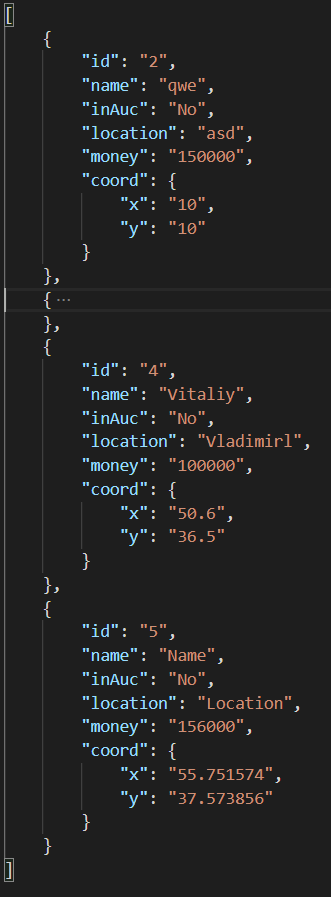 [
    {
        "id": "2",
        "name": "qwe",
        "inAuc": "No",
        "location": "asd",
        "money": "150000",
        "coord": {
            "x": "10",
            "y": "10"
        }
    },
    {···
    },
    {
        "id": "4",
        "name": "Vitaliy",
        "inAuc": "No",
        "location": "Vladimirl",
        "money": "100000",
        "coord": {
            "x": "50.6",
            "y": "36.5"
        }
    },
    {
        "id": "5",
        "name": "Name",
        "inAuc": "No",
        "location": "Location",
        "money": "156000",
        "coord": {
            "x": "55.751574",
            "y": "37.573856"
        }
    }
]